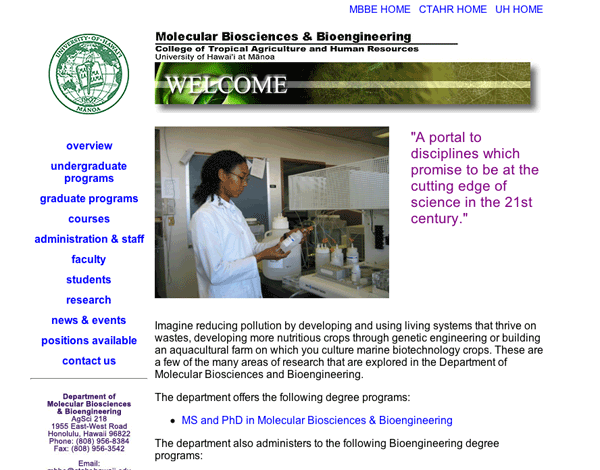 MBBE HOME CTAHR HOME UH HOME
Molecular Biosciences & Bioengineering
College of Tropical Agriculture and Human Resources
University of Hawai'i at Mānoa
WELCOME
UNIVERSITY OF HAWAI'I
1907
MĀNOA
overview
undergraduate
programs
graduate programs
courses
administration & staff
faculty
students
research
news & events
positions available
contact us
Department of
Molecular Biosciences
& Bioengineering
AgSci 218
1955 East-West Road
Honolulu, Hawaii 96822
Phone: (808) 956-8384
Fax: (808) 956-3542
Email:
"A portal to
disciplines which
promise to be at the
cutting edge of
science in the 21st
century."
Imagine reducing pollution by developing and using living systems that thrive on
wastes, developing more nutritious crops through genetic engineering or building
an aquacultural farm on which you culture marine biotechnology crops. These are
a few of the many areas of research that are explored in the Department of
Molecular Biosciences and Bioengineering.
The department offers the following degree programs:
• MS and PhD in Molecular Biosciences & Bioengineering
The department also administers to the following Bioengineering degree
programs: